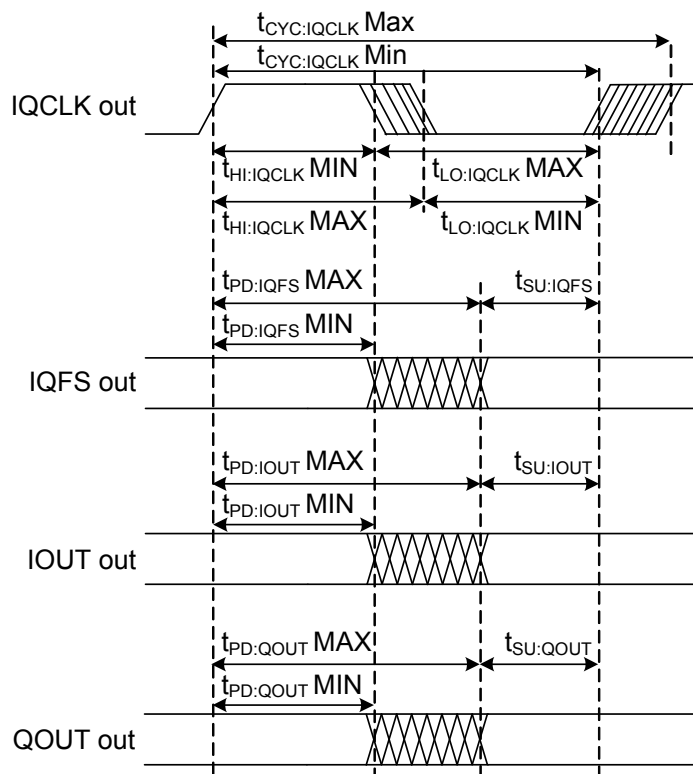 tCYC:IQCLK Max
tCYC:IQCLK Min
IQCLK out
tHI:IQCLK MIN tLO:IQCLK MAX
tHI:IQCLK MAX tLO:IQCLK MIN
tPD:IQFS MAX tSU:IQFS
tPD:IQFS MIN
IQFS out
tPD:IOUT MAX tSU:IOUT
tPD:IOUT MIN
IOUT out
tPD:QOUT MAX tSU:QOUT
tPD:QOUT MIN
QOUT out